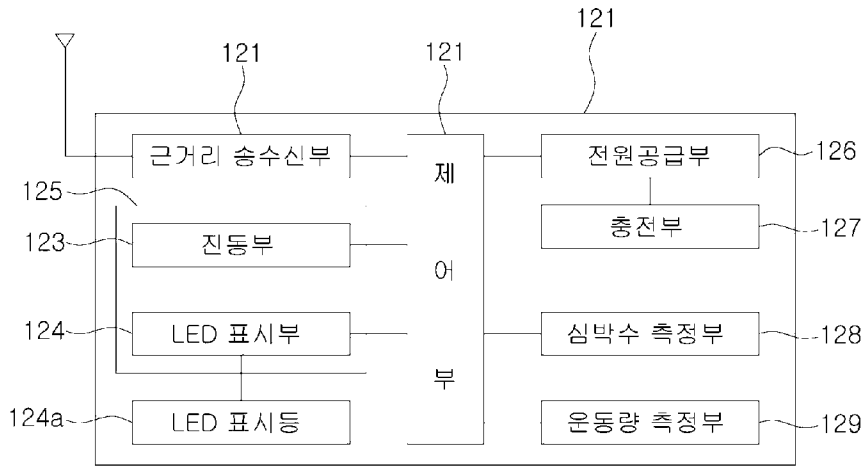 121
121
121
근거리 송수신부
제
어
부
전원공급부
126
125
충전부
127
123
진동부
124
LED 표시부
심박수 측정부
128
124a
LED 표시등
운동량 측정부
129